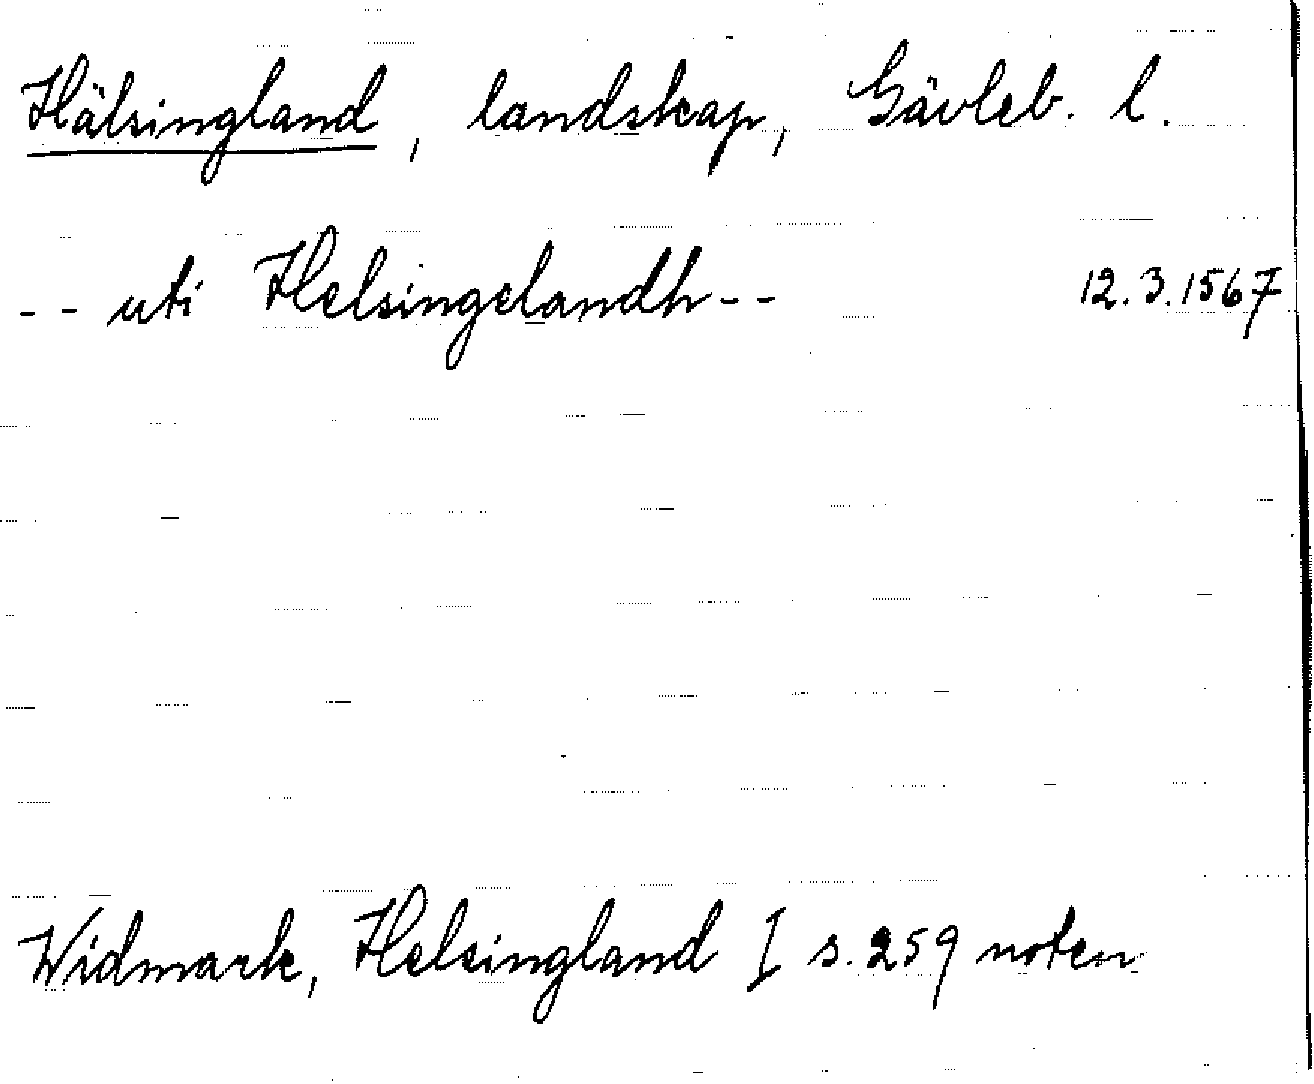 Hälsingland, landskap, Gävleb. l.
-- uti Helsingelandh -- 12.3.1567
Widmark, Helsingland I s. 259 noten